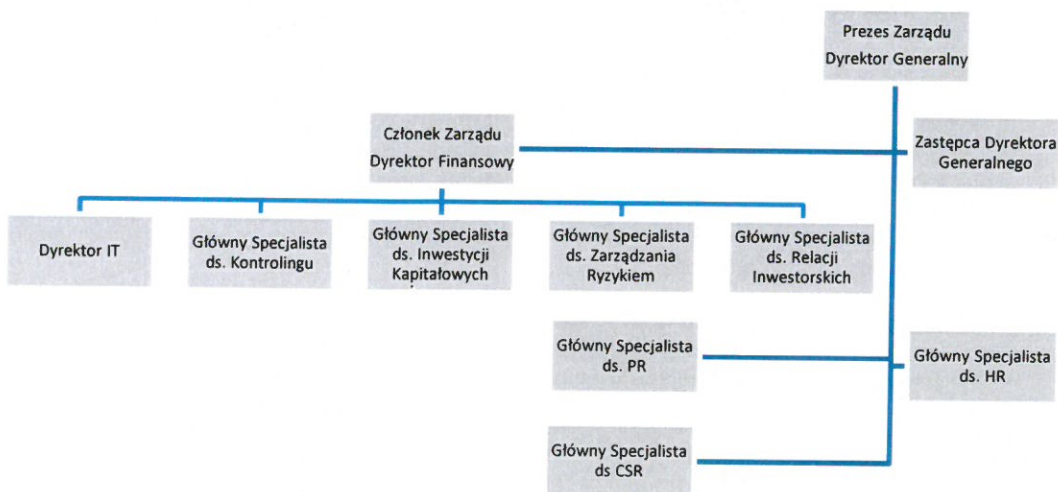 Prezes Zarządu
Dyrektor Generalny
Członek Zarządu
Dyrektor Finansowy
Zastępca Dyrektora
Generalnego
Dyrektor IT
Główny Specjalista
ds. Kontrolingu
Główny Specjalista
ds. Inwestycji
Kapitałowych
Główny Specjalista
ds. Zarządzania
Ryzykiem
Główny Specjalista
ds. Relacji
Inwestorskich
Główny Specjalista
ds. PR
Główny Specjalista
ds. HR
Główny Specjalista
ds CSR